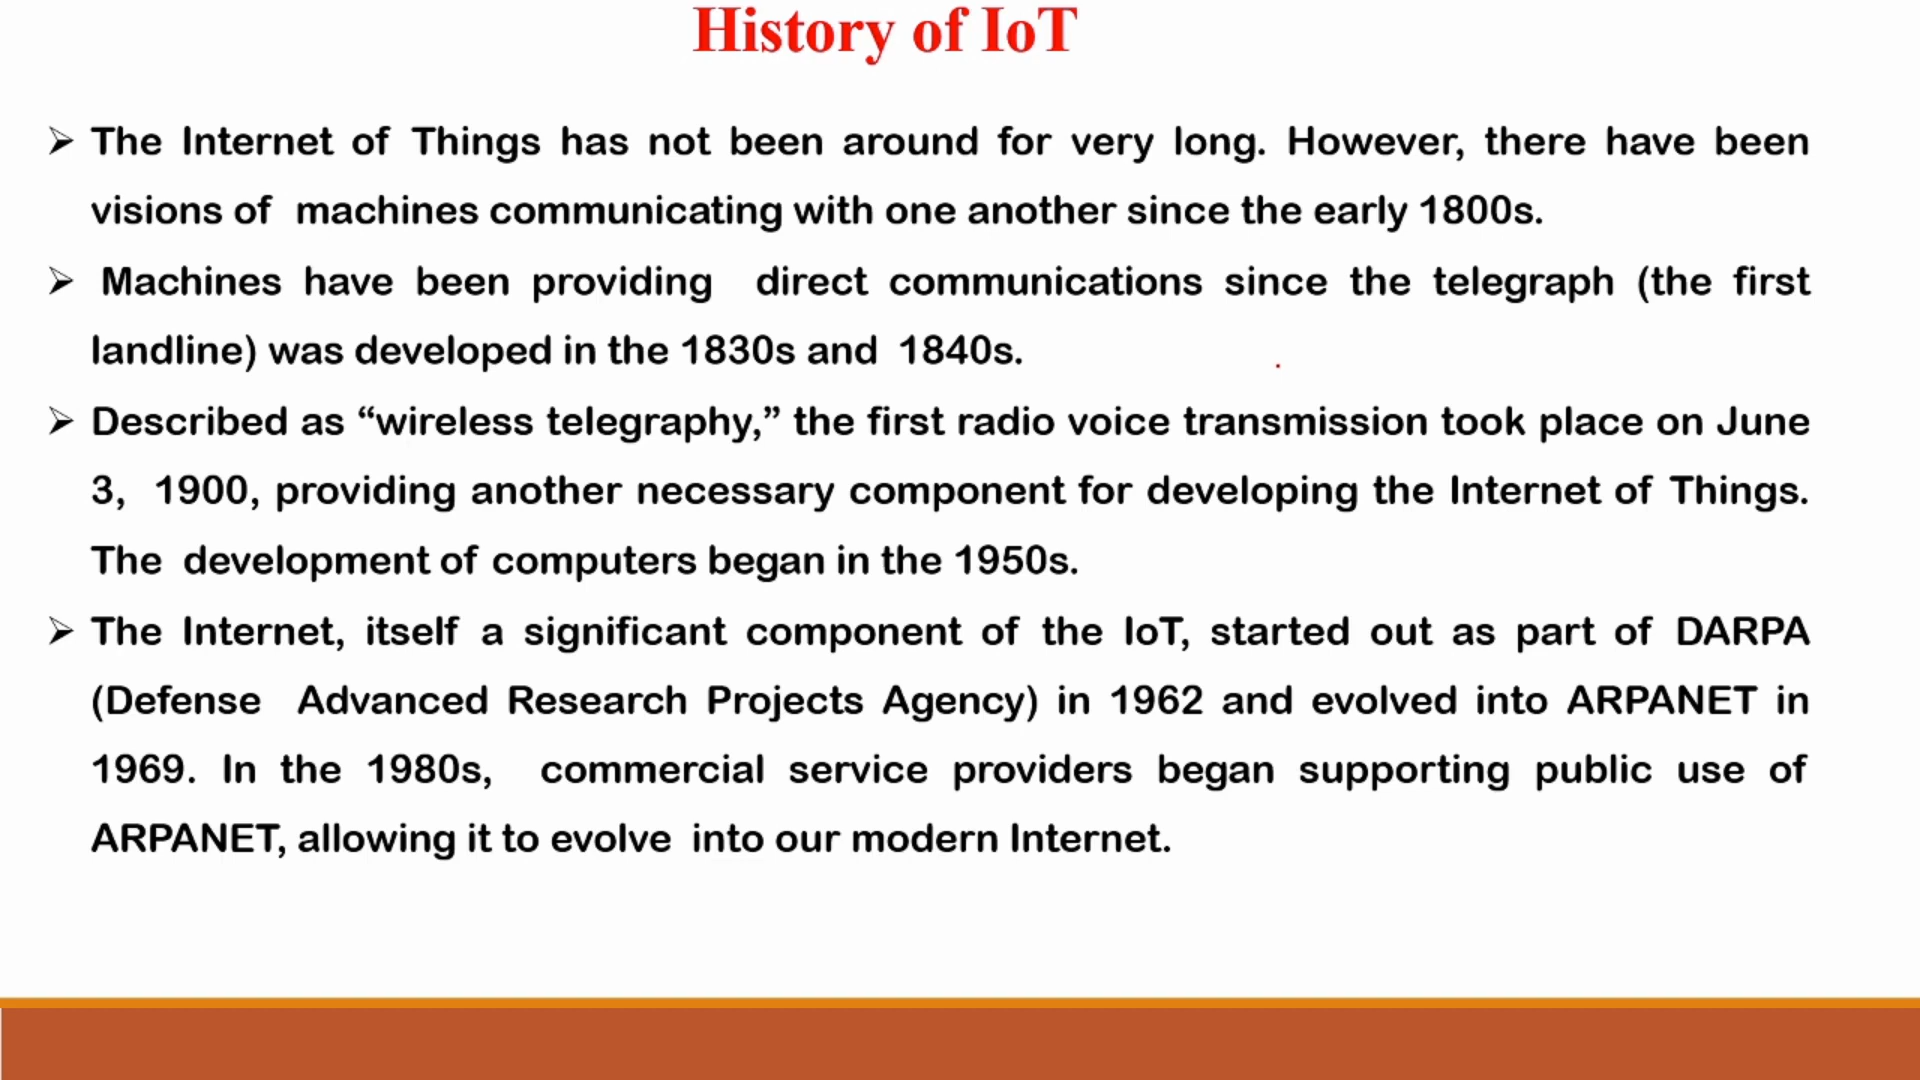 History of IoT
➢ The Internet of Things has not been around for very long. However, there have been
visions of machines communicating with one another since the early 1800s.
➢ Machines have been providing direct communications since the telegraph (the first
landline) was developed in the 1830s and 1840s.
➢ Described as “wireless telegraphy,” the first radio voice transmission took place on June
3, 1900, providing another necessary component for developing the Internet of Things.
The development of computers began in the 1950s.
➢ The Internet, itself a significant component of the IoT, started out as part of DARPA
(Defense Advanced Research Projects Agency) in 1962 and evolved into ARPANET in
1969. In the 1980s, commercial service providers began supporting public use of
ARPANET, allowing it to evolve into our modern Internet.